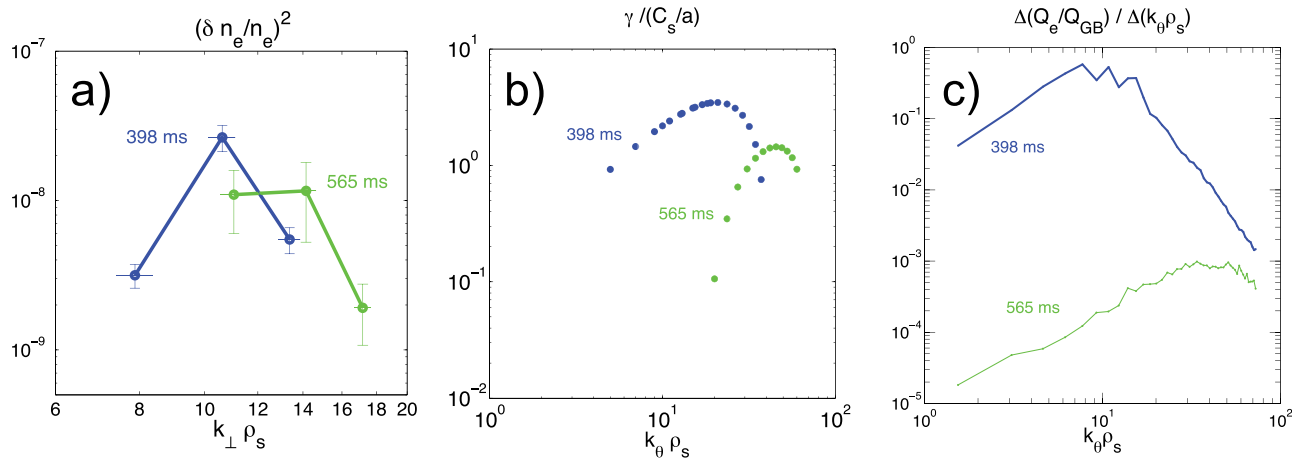 (δ n_e/n_e)^2
a)
398 ms
565 ms
10^-7
10^-8
10^-9
6 8 10 12 14 16 18 20
k_⊥ ρ_s
γ /(C_s/a)
b)
398 ms
565 ms
10^1
10^0
10^-1
10^-2
10^0 10^1 10^2
k_θ ρ_s
Δ(Q_e/Q_GB) / Δ(k_θρ_s)
c)
398 ms
565 ms
10^0
10^-1
10^-2
10^-3
10^-4
10^-5
10^0 10^1 10^2
k_θρ_s